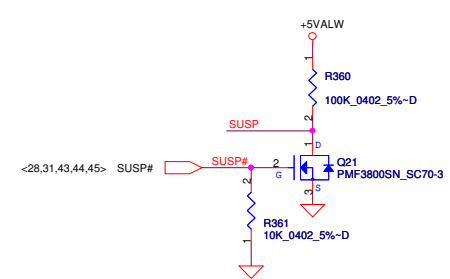 +5VALW
1
R360
100K_0402_5%~D
2
SUSP
1
D
<28,31,43,44,45> SUSP#
SUSP#
2
G
Q21
PMF3800SN_SC70-3
S
3
2
R361
10K_0402_5%~D
1